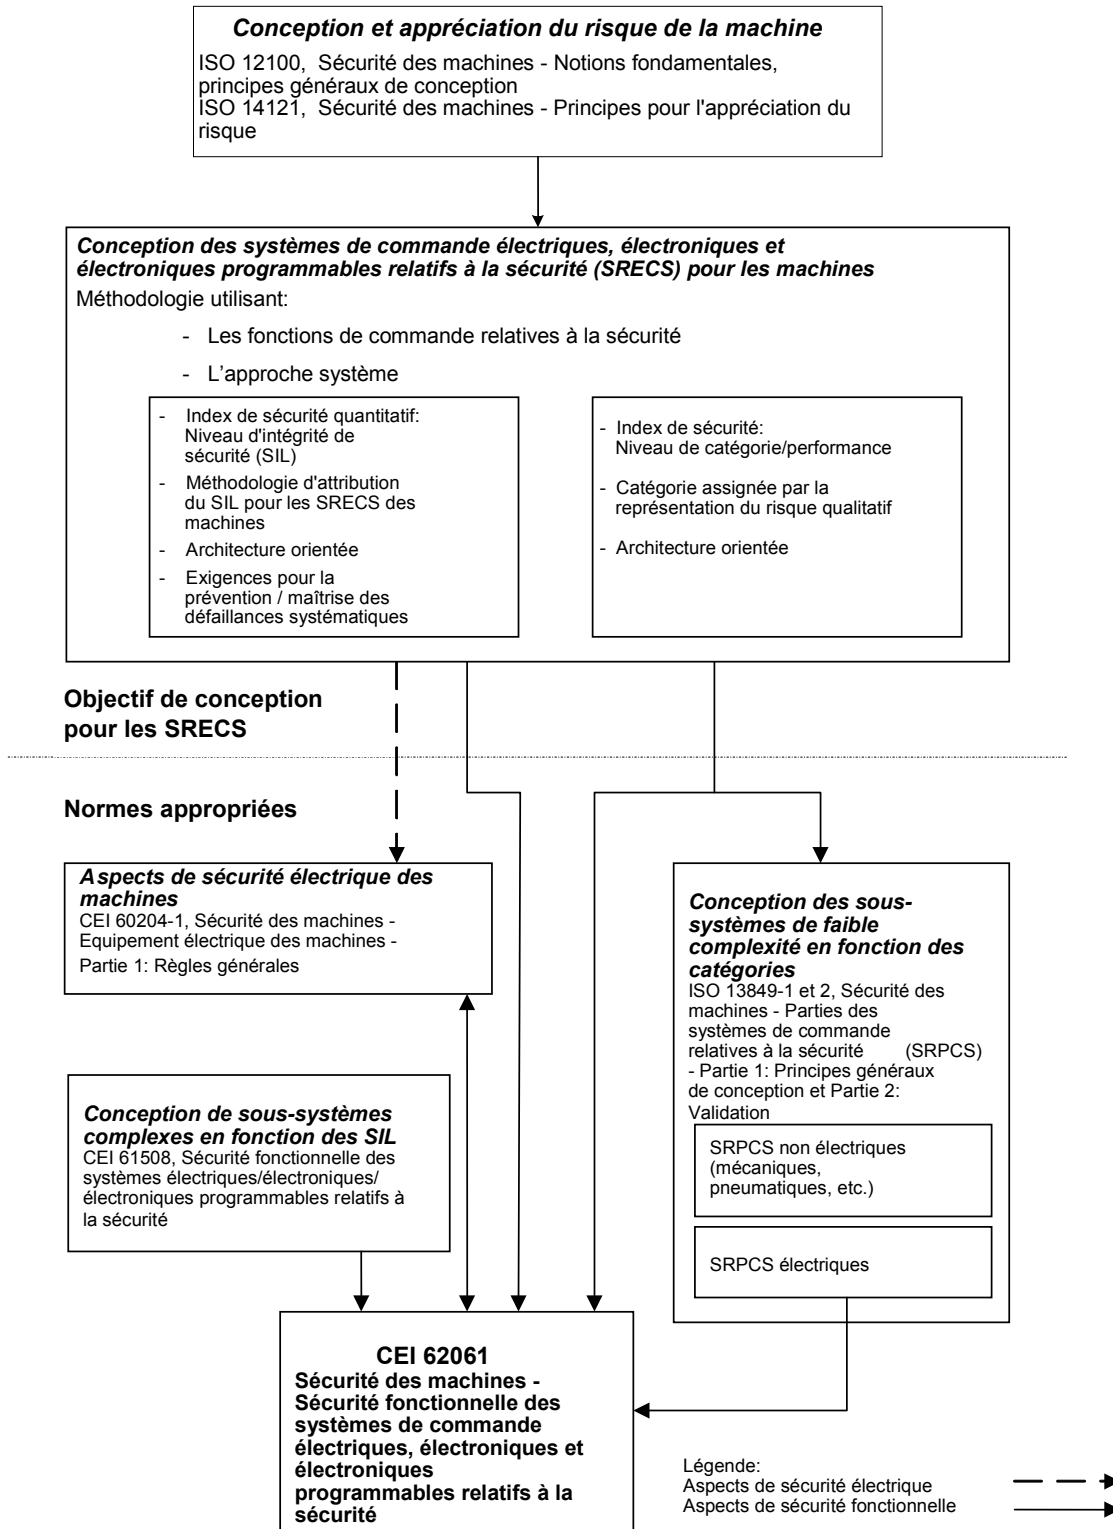 Conception et appréciation du risque de la machine
ISO 12100, Sécurité des machines - Notions fondamentales,
principes généraux de conception
ISO 14121, Sécurité des machines - Principes pour l'appréciation du
risque
Conception des systèmes de commande électriques, électroniques et
électroniques programmables relatifs à la sécurité (SRECS) pour les machines
Méthodologie utilisant:
- Les fonctions de commande relatives à la sécurité
- L'approche système
- Index de sécurité quantitatif:
Niveau d'intégrité de
sécurité (SIL)
- Méthodologie d'attribution
du SIL pour les SRECS des
machines
- Architecture orientée
- Exigences pour la
prévention / maîtrise des
défaillances systématiques
- Index de sécurité:
Niveau de catégorie/performance
- Catégorie assignée par la
représentation du risque qualitatif
- Architecture orientée
Objectif de conception
pour les SRECS
Normes appropriées
Aspects de sécurité électrique des
machines
CEI 60204-1, Sécurité des machines -
Equipement électrique des machines -
Partie 1: Règles générales
Conception des sous-
systèmes de faible
complexité en fonction des
catégories
ISO 13849-1 et 2, Sécurité des
machines - Parties des
systèmes de commande
relatives à la sécurité (SRPCS)
- Partie 1: Principes généraux
de conception et Partie 2:
Validation
SRPCS non électriques
(mécaniques,
pneumatiques, etc.)
SRPCS électriques
Conception de sous-systèmes
complexes en fonction des SIL
CEI 61508, Sécurité fonctionnelle des
systèmes électriques/électroniques/
électroniques programmables relatifs à
la sécurité
CEI 62061
Sécurité des machines -
Sécurité fonctionnelle des
systèmes de commande
électriques, électroniques et
électroniques
programmables relatifs à la
sécurité
Légende:
Aspects de sécurité électrique
Aspects de sécurité fonctionnelle